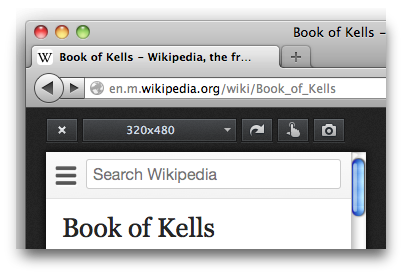 Book of Kells –
W Book of Kells – Wikipedia, the fr...
en.m.wikipedia.org/wiki/Book_of_Kells
320x480
Search Wikipedia
Book of Kells